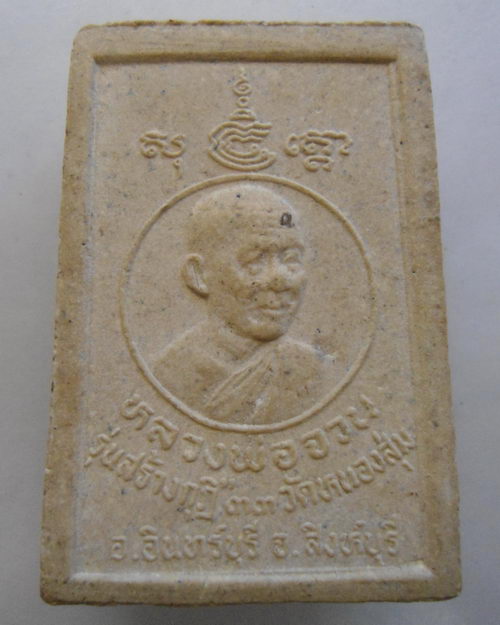 หลวงพ่อจวน
รุ่นสร้างกุฏิ ๓๓ วัดหนองสุ่ม
อ.อินทร์บุรี จ.สิงห์บุรี